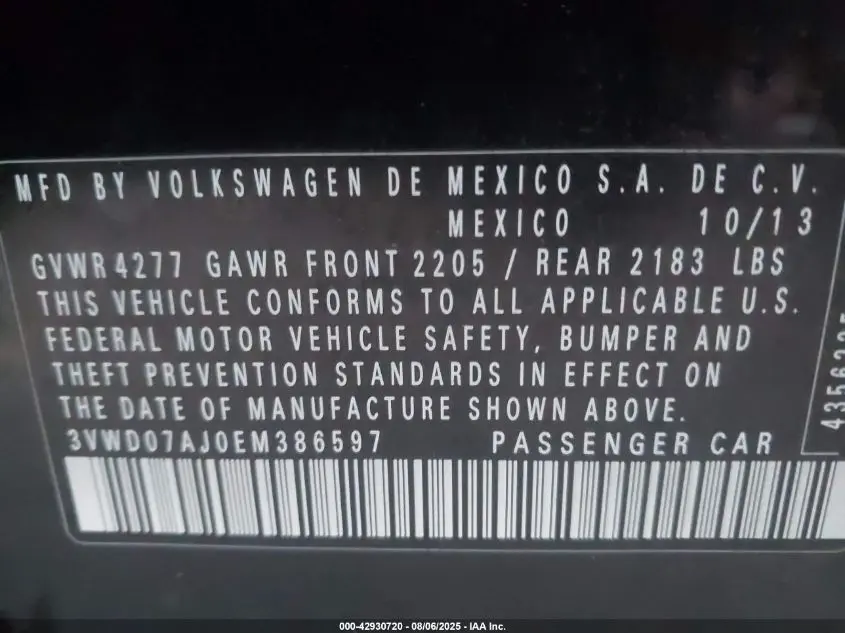 MFD BY VOLKSWAGEN DE MEXICO S.A. DE C.V.
MEXICO 10/13
GVWR 4277 GAWR FRONT 2205 / REAR 2183 LBS
THIS VEHICLE CONFORMS TO ALL APPLICABLE U.S.
FEDERAL MOTOR VEHICLE SAFETY, BUMPER AND
THEFT PREVENTION STANDARDS IN EFFECT ON
THE DATE OF MANUFACTURE SHOWN ABOVE.
3VWD07AJ0EM386597 PASSENGER CAR
000-42930720 - 08/06/2025 - IAA Inc.